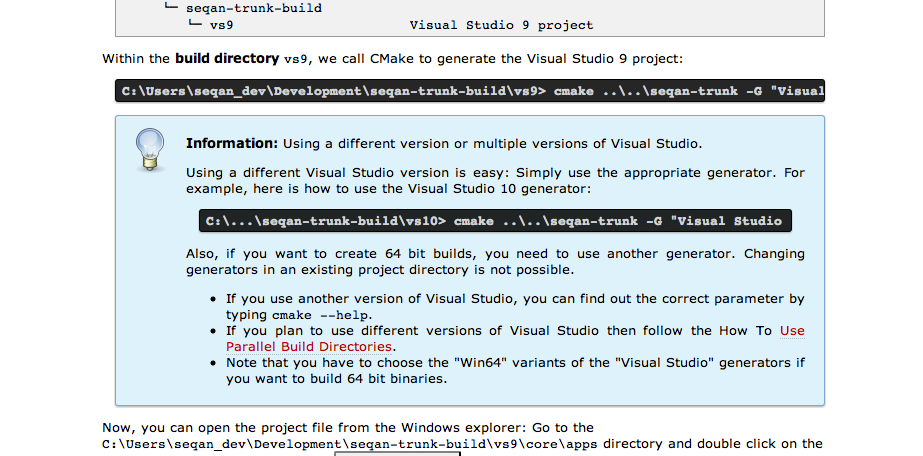 └─ seqan-trunk-build
└─ vs9 Visual Studio 9 project
Within the build directory vs9, we call CMake to generate the Visual Studio 9 project:
C:\Users\seqan_dev\Development\seqan-trunk-build\vs9> cmake ..\..\seqan-trunk -G "Visual
Information: Using a different version or multiple versions of Visual Studio.
Using a different Visual Studio version is easy: Simply use the appropriate generator. For
example, here is how to use the Visual Studio 10 generator:
C:\...\seqan-trunk-build\vs10> cmake ..\..\seqan-trunk -G "Visual Studio
Also, if you want to create 64 bit builds, you need to use another generator. Changing
generators in an existing project directory is not possible.
• If you use another version of Visual Studio, you can find out the correct parameter by
typing cmake --help.
• If you plan to use different versions of Visual Studio then follow the How To Use
Parallel Build Directories.
• Note that you have to choose the "Win64" variants of the "Visual Studio" generators if
you want to build 64 bit binaries.
Now, you can open the project file from the Windows explorer: Go to the
C:\Users\seqan_dev\Development\seqan-trunk-build\vs9\core\apps directory and double click on the